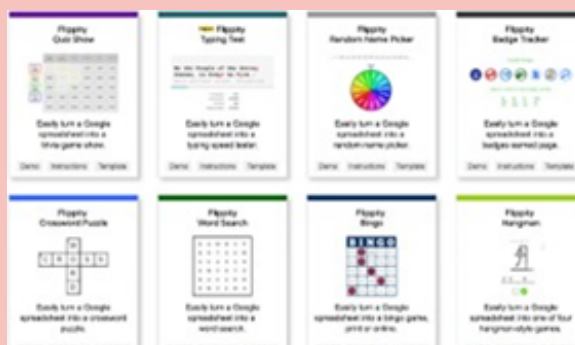 Flippity
Quiz Show
Easily turn a Google
spreadsheet into a
trivia game show.
Demo Instructions Template
Flippity
Typing Test
Easily turn a Google
spreadsheet into a
typing speed tester.
Demo Instructions Template
Flippity
Random Name Picker
Easily turn a Google
spreadsheet into a
random name picker.
Demo Instructions Template
Flippity
Badge Tracker
Easily turn a Google
spreadsheet into a
badges earned page.
Demo Instructions Template
Flippity
Crossword Puzzle
Easily turn a Google
spreadsheet into a crossword
puzzle.
Flippity
Word Search
Easily turn a Google
spreadsheet into a
word search.
Flippity
Bingo
BINGO
Easily turn a Google
spreadsheet into a bingo game,
print or online.
Flippity
Hangman
Easily turn a Google
spreadsheet into one of four
hangman-style games.